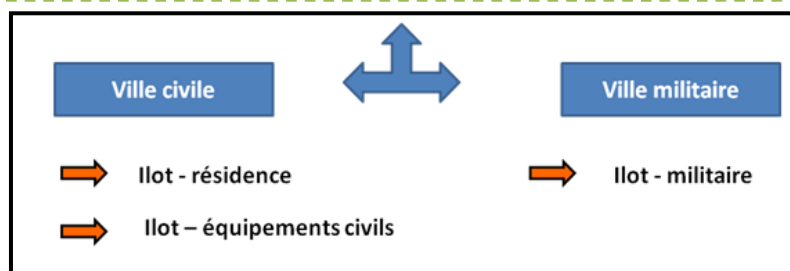 Ville civile
Ville militaire
Ilot - résidence
Ilot - militaire
Ilot – équipements civils